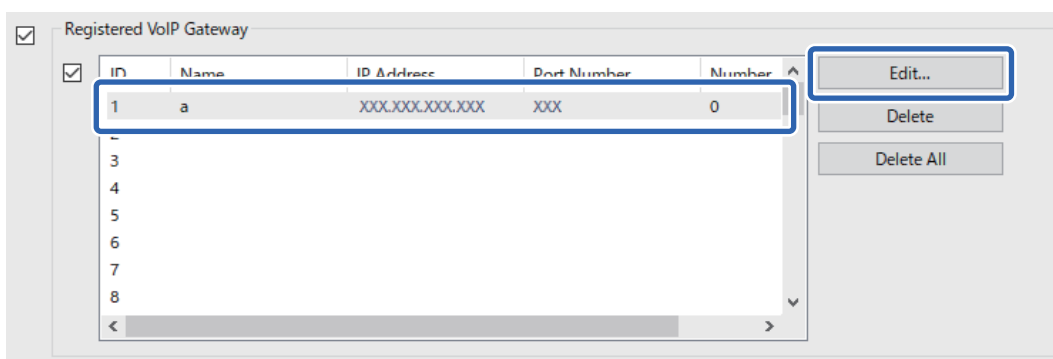 Registered VoIP Gateway
ID Name IP Address Port Number Number Edit...
1 a XXX.XXX.XXX.XXX XXX 0
Delete
2
3 Delete All
4
5
6
7
8